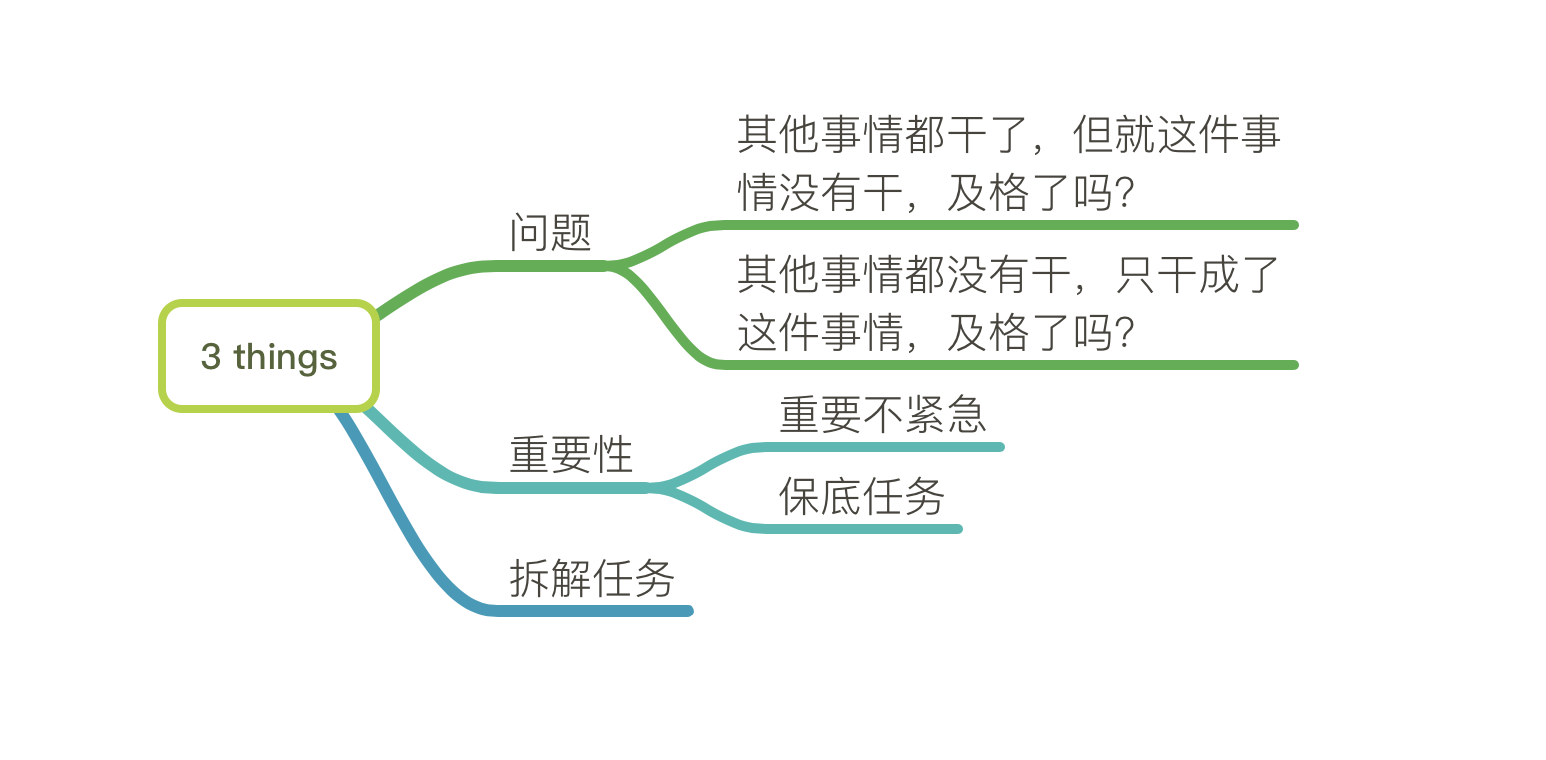 3 things
问题
其他事情都干了，但就这件事
情没有干，及格了吗？
其他事情都没有干，只干成了
这件事情，及格了吗？
重要性
重要不紧急
保底任务
拆解任务